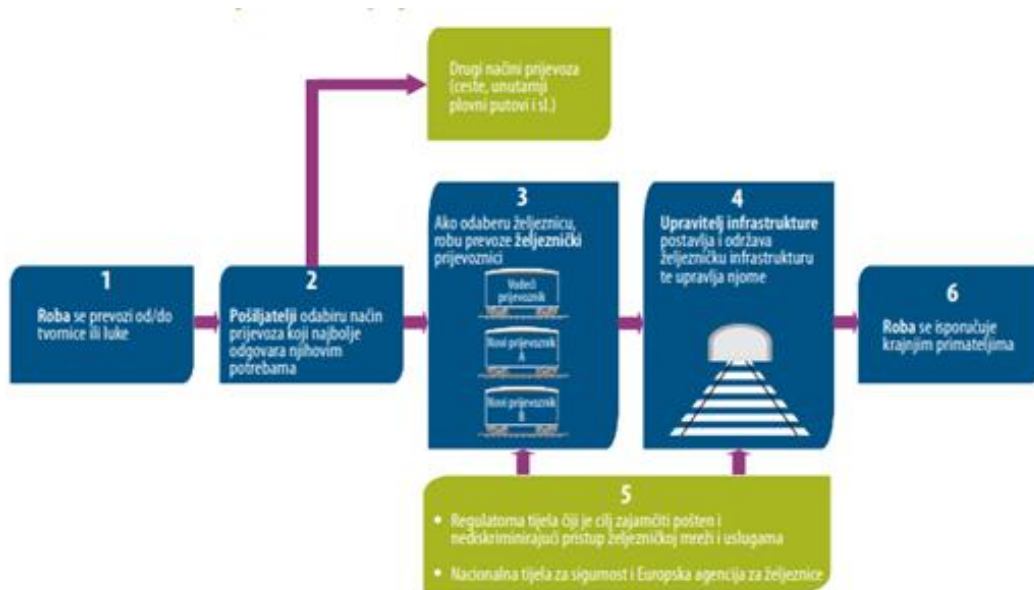 Drugi načini prijevoza
(ceste, unutarnji
plovni putovi i sl.)
1
Roba se prevozi od/do
tvornice ili luke
2
Pošiljatelji odabiru način
prijevoza koji najbolje
odgovara njihovim
potrebama
3
Ako odaberu željeznicu,
robu prevoze željeznički
prijevoznici
Vodeći
prijevoznik
Novi prijevoznik
A
Novi prijevoznik
B
4
Upravitelj infrastrukture
postavlja i održava
željezničku infrastrukturu
te upravlja njome
6
Roba se isporučuje
krajnjim primateljima
5
• Regulatorna tijela čiji je cilj zajamčiti pošten i
nediskriminirajući pristup željezničkoj mreži i uslugama
• Nacionalna tijela za sigurnost i Europska agencija za željeznice